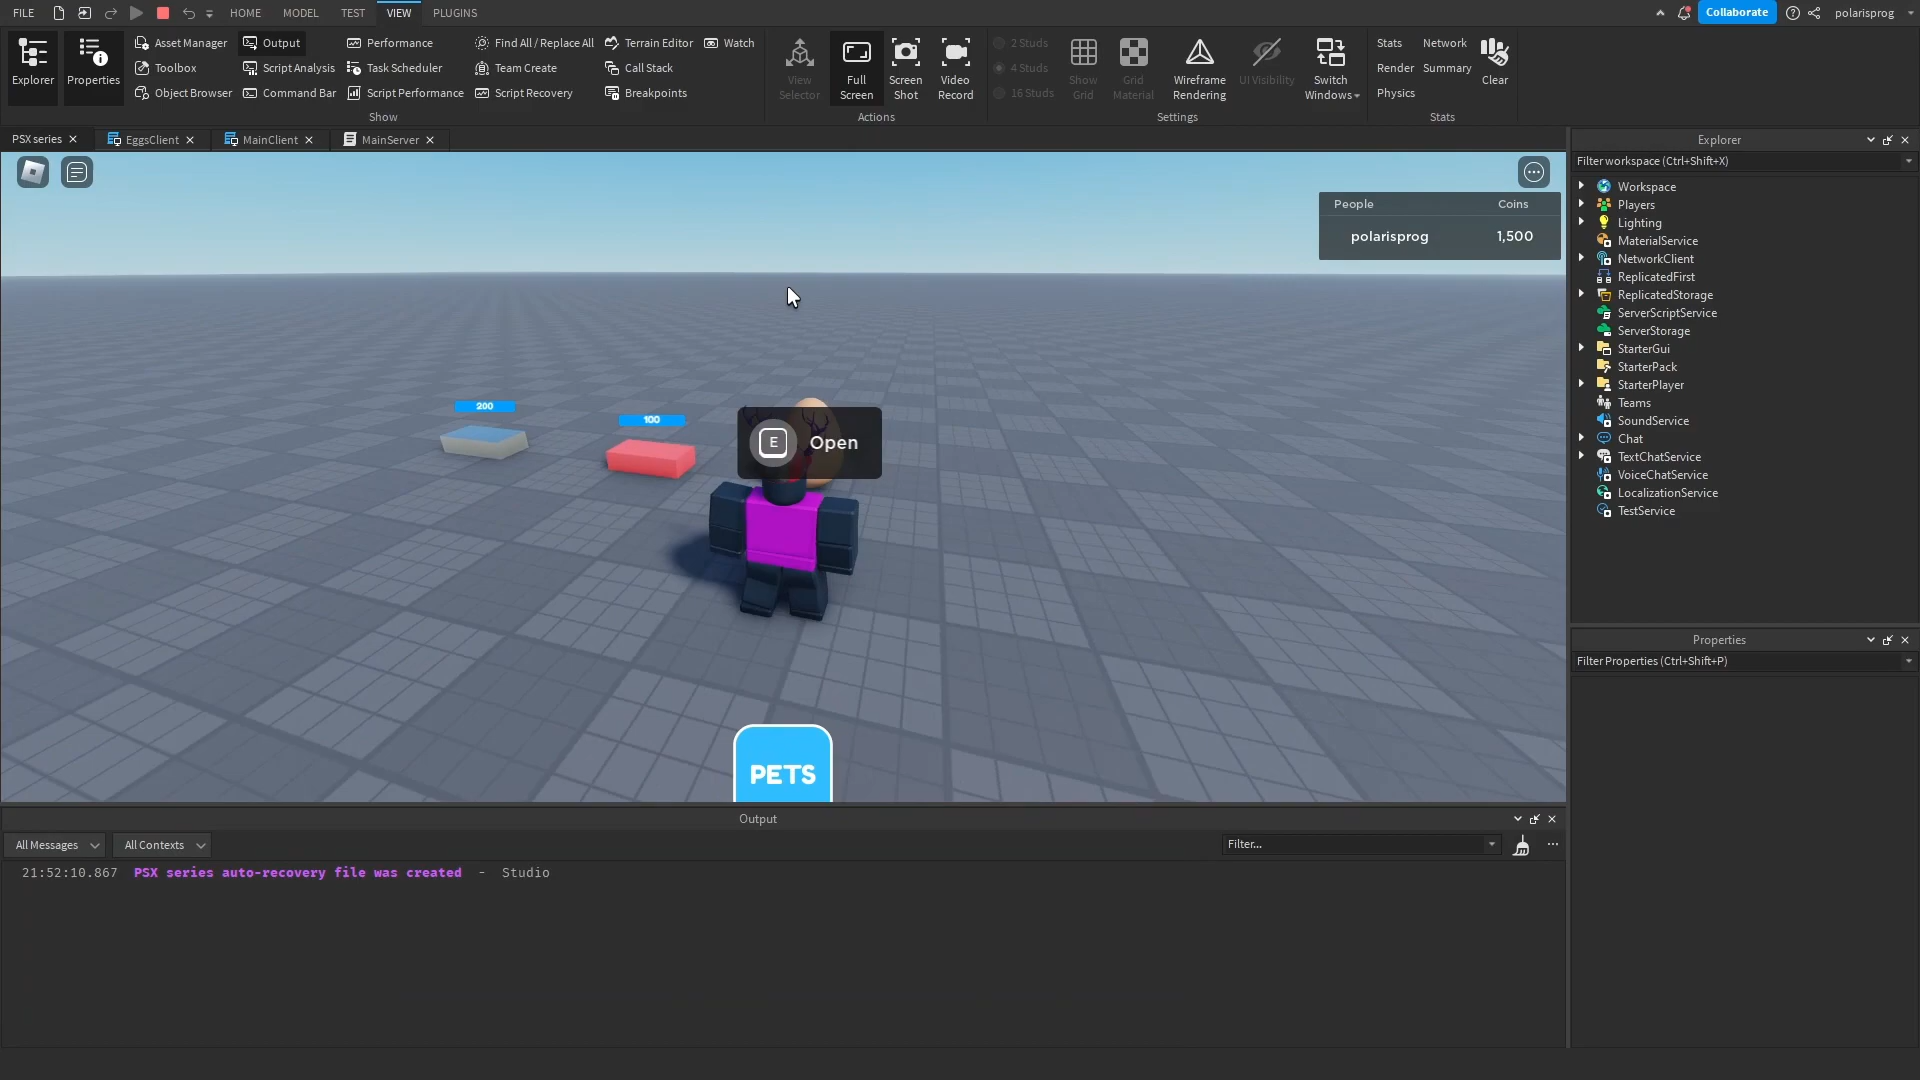 FILE HOME MODEL TEST VIEW PLUGINS Collaborate polarisprog
Explorer
Properties
Asset Manager
Toolbox
Object Browser
Output
Script Analysis
Command Bar
Performance
Task Scheduler
Script Performance
Find All / Replace All
Team Create
Script Recovery
Terrain Editor
Call Stack
Breakpoints
Watch
Show
View
Selector
Full
Screen
Screen
Shot
Video
Record
Actions
2 Studs
4 Studs
16 Studs
Show
Grid
Grid
Material
Wireframe
Rendering
UI Visibility
Switch
Windows
Settings
Stats Network
Render Summary
Physics
Clear
Stats
PSX series EggsClient MainClient MainServer
People Coins
polarisprog 1,500
200
100
E Open
PETS
Explorer
Filter workspace (Ctrl+Shift+X)
Workspace
Players
Lighting
MaterialService
NetworkClient
ReplicatedFirst
ReplicatedStorage
ServerScriptService
ServerStorage
StarterGui
StarterPack
StarterPlayer
Teams
SoundService
Chat
TextChatService
VoiceChatService
LocalizationService
TestService
Properties
Filter Properties (Ctrl+Shift+P)
Output
All Messages All Contexts Filter...
21:52:10.867 PSX series auto-recovery file was created - Studio